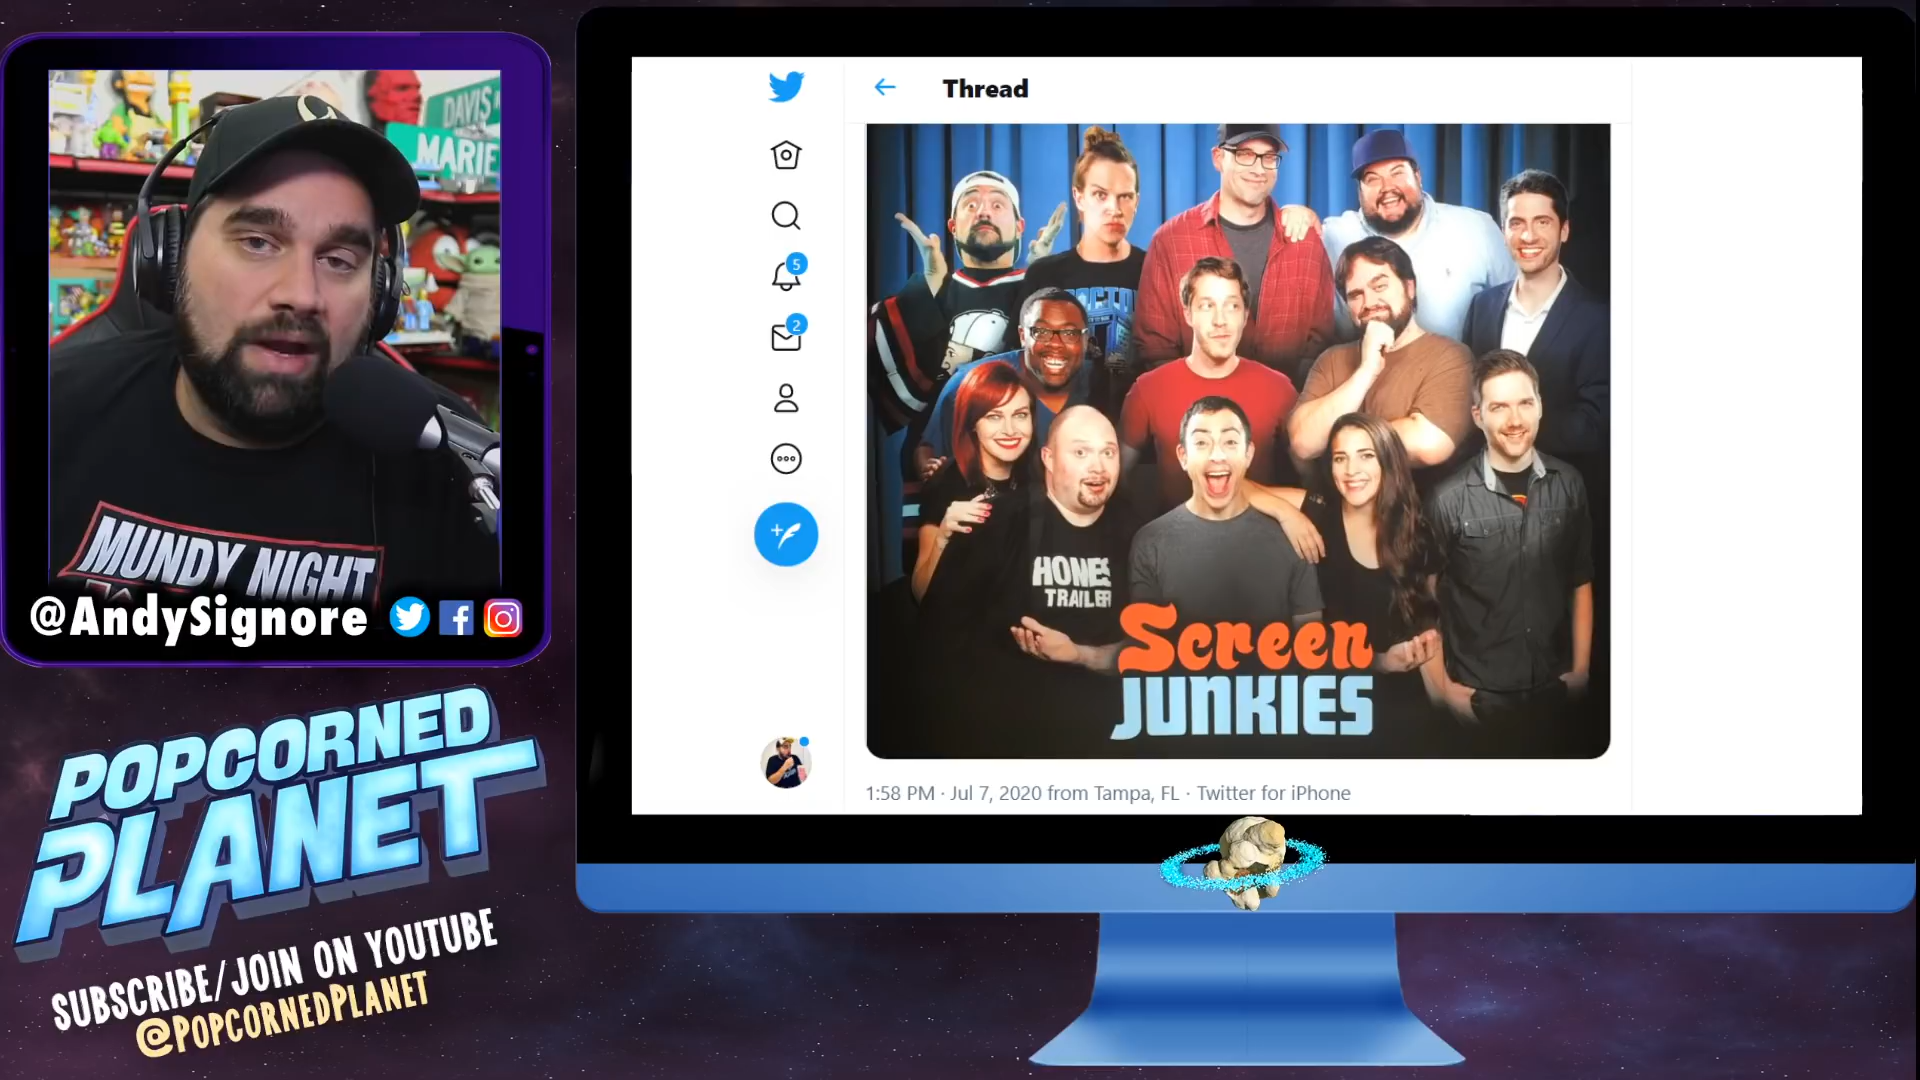 DAVIS
MARIE
MUNDY NIGHT
@AndySignore
POPCORNED
PLANET
SUBSCRIBE/JOIN ON YOUTUBE
@POPCORNEDPLANET
Thread
5
2
HONES
TRAILER
Screen
JUNKIES
1:58 PM · Jul 7, 2020 from Tampa, FL · Twitter for iPhone